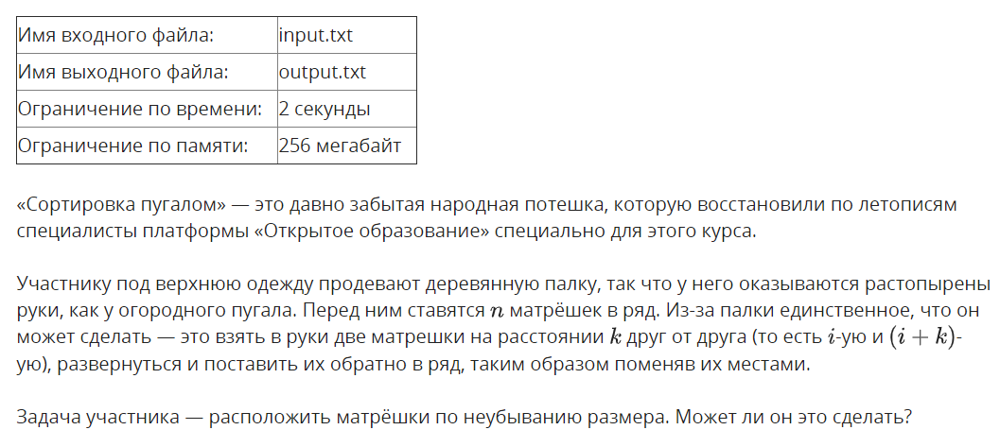 Имя входного файла: input.txt
Имя выходного файла: output.txt
Ограничение по времени: 2 секунды
Ограничение по памяти: 256 мегабайт
«Сортировка пугалом» — это давно забытая народная потешка, которую восстановили по летописям
специалисты платформы «Открытое образование» специально для этого курса.
Участнику под верхнюю одежду продевают деревянную палку, так что у него оказываются растопырены
руки, как у огородного пугала. Перед ним ставятся n матрёшек в ряд. Из-за палки единственное, что он
может сделать — это взять в руки две матрешки на расстоянии k друг от друга (то есть i-ую и (i + k)-
ую), развернуться и поставить их обратно в ряд, таким образом поменяв их местами.
Задача участника — расположить матрёшки по неубыванию размера. Может ли он это сделать?